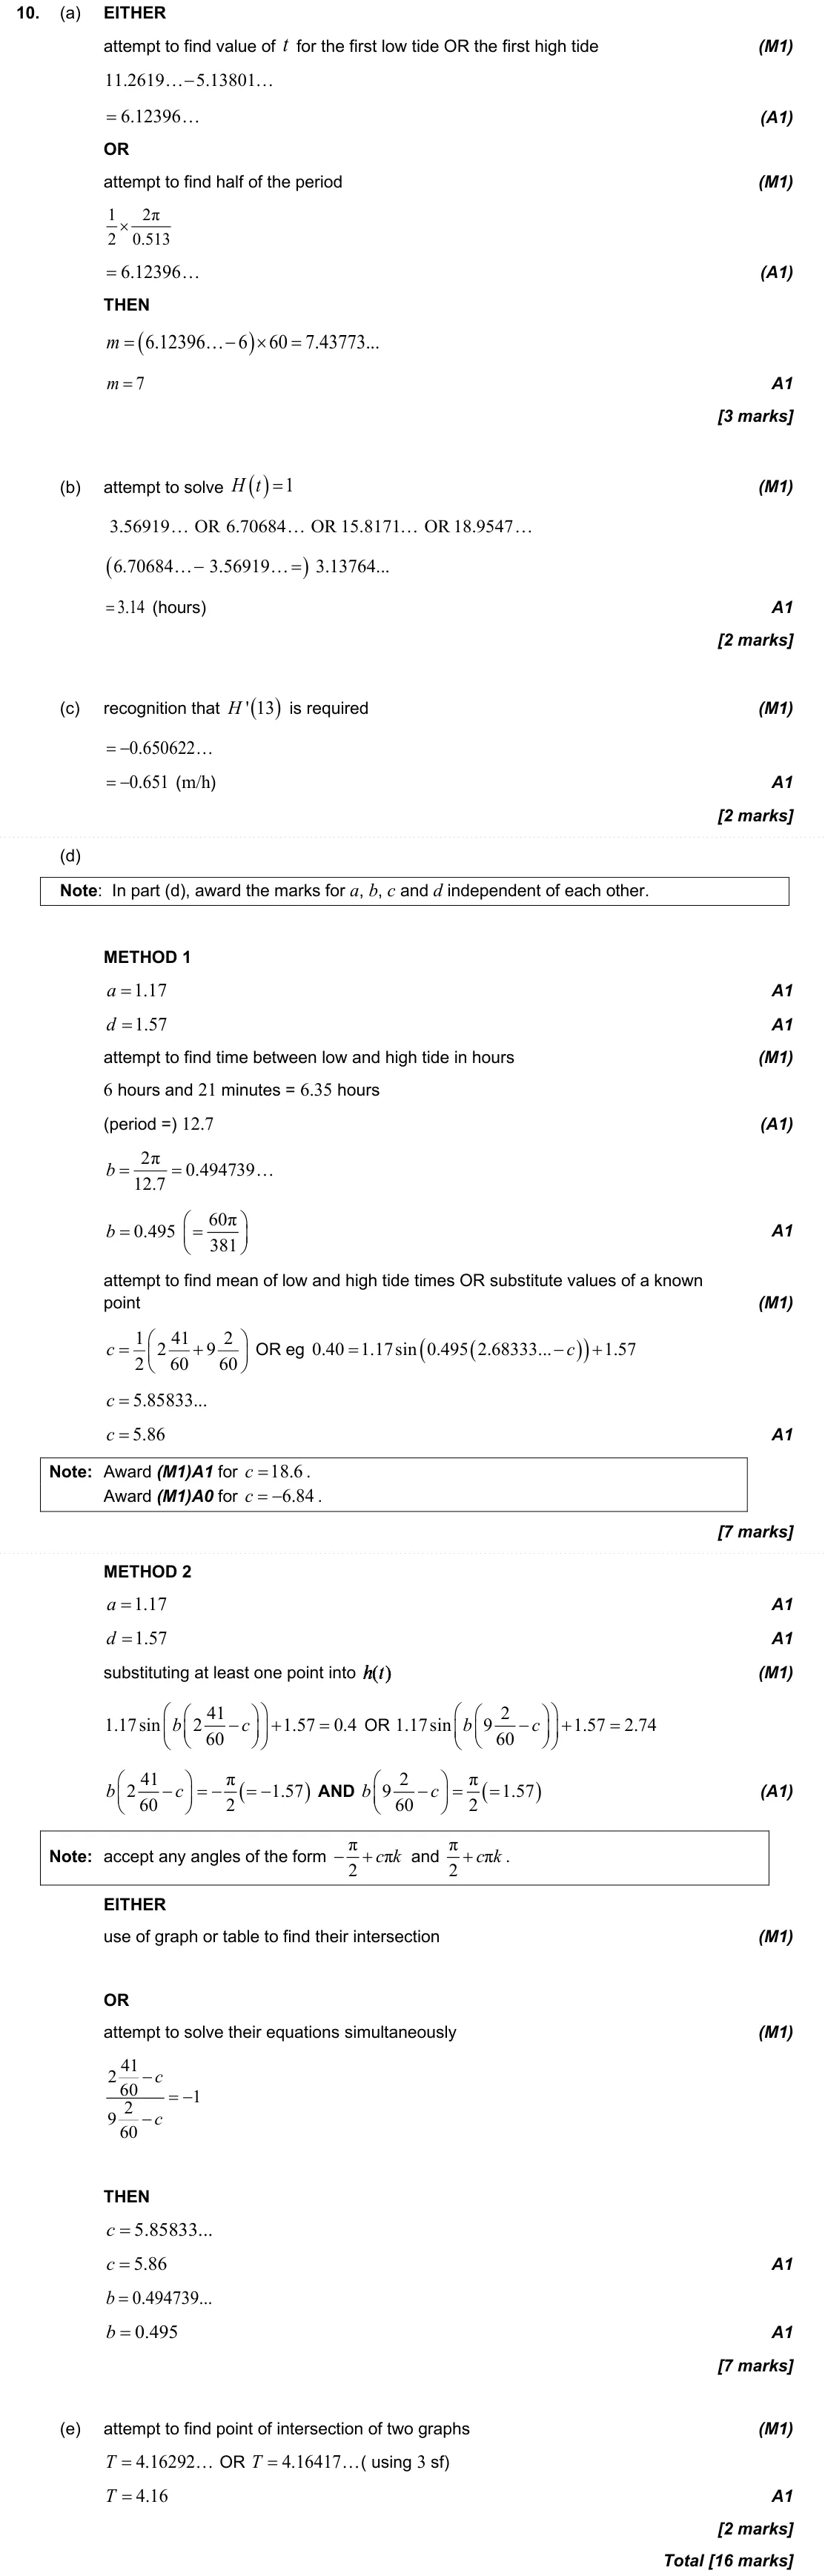 10. (a) EITHER
attempt to find value of t for the first low tide OR the first high tide (M1)
11.2619…−5.13801…
= 6.12396… (A1)
OR
attempt to find half of the period (M1)
1/2 × 2π/0.513
= 6.12396… (A1)
THEN
m = (6.12396…−6)×60 = 7.43773...
m = 7 A1
[3 marks]
(b) attempt to solve H(t) = 1 (M1)
3.56919… OR 6.70684… OR 15.8171… OR 18.9547…
(6.70684…− 3.56919…=) 3.13764...
= 3.14 (hours) A1
[2 marks]
(c) recognition that H'(13) is required (M1)
= −0.650622…
= −0.651 (m/h) A1
[2 marks]
(d)
Note: In part (d), award the marks for a, b, c and d independent of each other.
METHOD 1
a = 1.17 A1
d = 1.57 A1
attempt to find time between low and high tide in hours (M1)
6 hours and 21 minutes = 6.35 hours
(period =) 12.7 (A1)
b = 2π/12.7 = 0.494739…
b = 0.495 (= 60π/381) A1
attempt to find mean of low and high tide times OR substitute values of a known
point (M1)
c = 1/2(2 41/60 + 9 2/60) OR eg 0.40 = 1.17sin(0.495(2.68333...− c)) + 1.57
c = 5.85833...
c = 5.86 A1
Note: Award (M1)A1 for c = 18.6 .
Award (M1)A0 for c = −6.84 .
[7 marks]
METHOD 2
a = 1.17 A1
d = 1.57 A1
substituting at least one point into h(t) (M1)
1.17sin(b(2 41/60 − c)) + 1.57 = 0.4 OR 1.17sin(b(9 2/60 − c)) + 1.57 = 2.74
b(2 41/60 − c) = −π/2 (= −1.57) AND b(9 2/60 − c) = π/2 (= 1.57) (A1)
Note: accept any angles of the form −π/2 + cπk and π/2 + cπk .
EITHER
use of graph or table to find their intersection (M1)
OR
attempt to solve their equations simultaneously (M1)
(2 41/60 − c)/(9 2/60 − c) = −1
THEN
c = 5.85833...
c = 5.86 A1
b = 0.494739...
b = 0.495 A1
[7 marks]
(e) attempt to find point of intersection of two graphs (M1)
T = 4.16292… OR T = 4.16417…( using 3 sf)
T = 4.16 A1
[2 marks]
Total [16 marks]